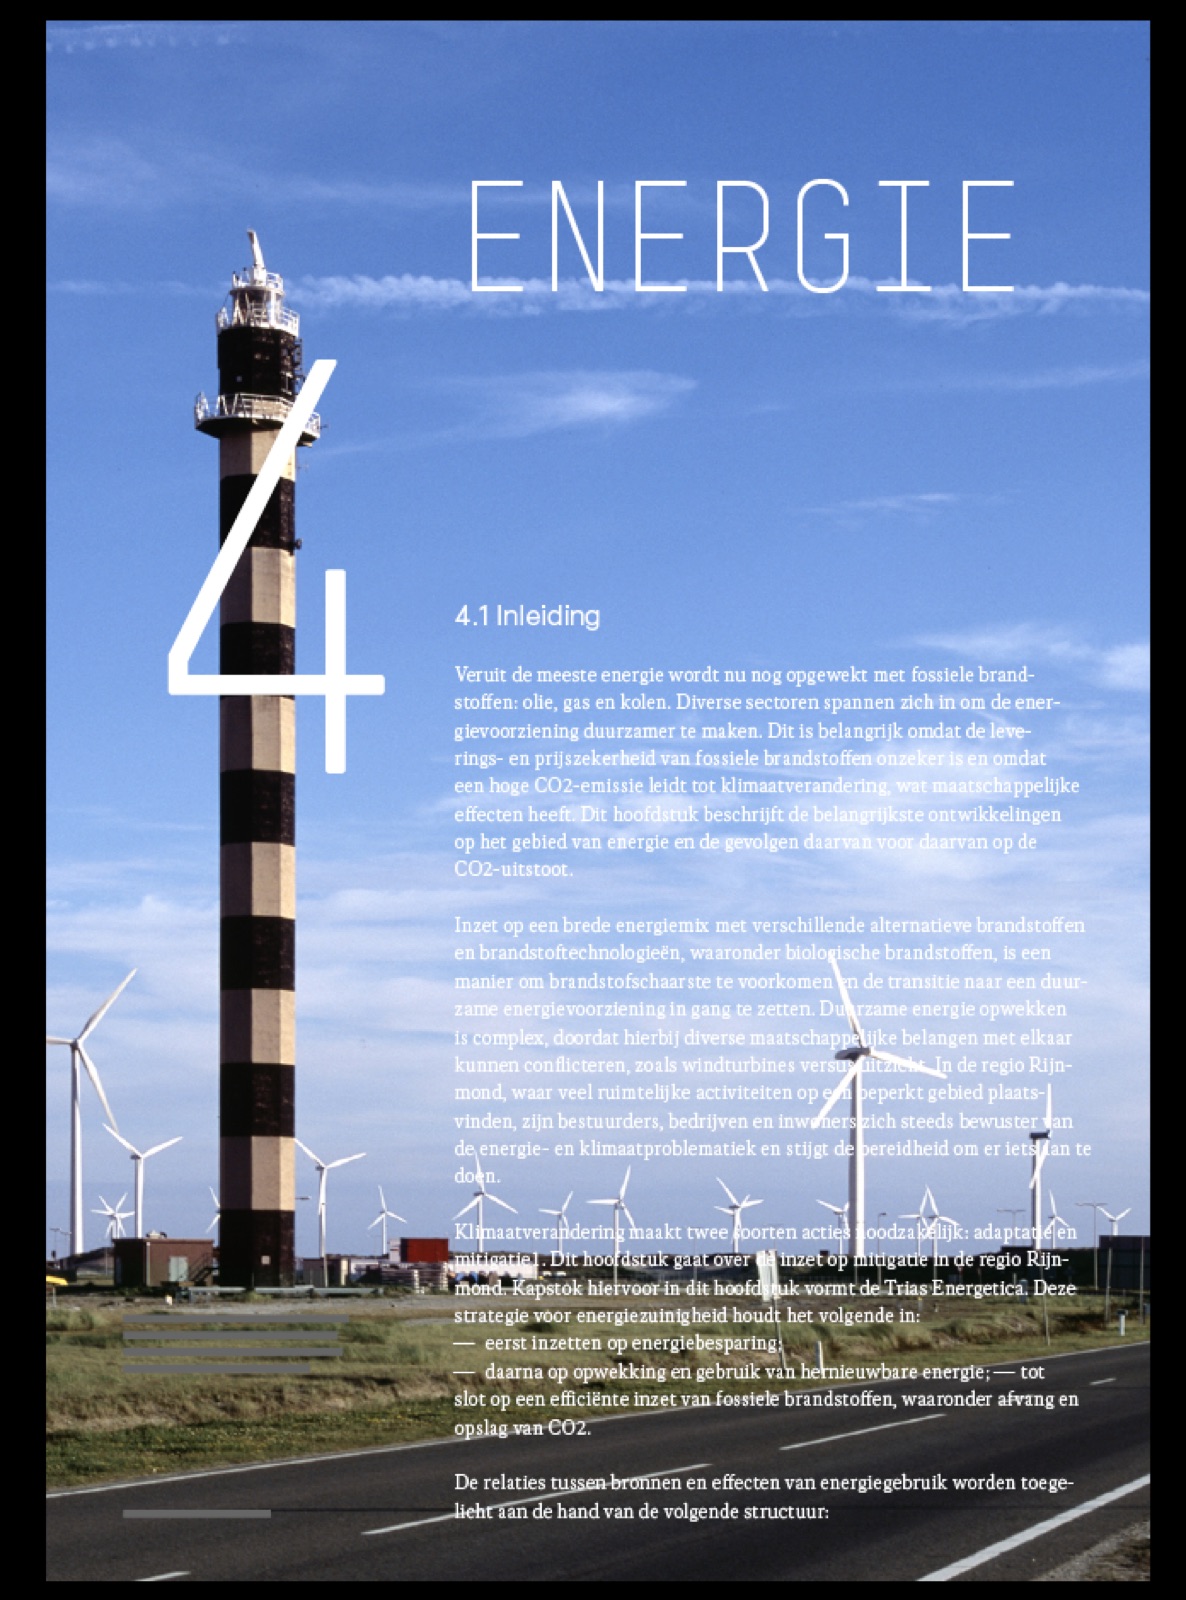 ENERGIE
4
4.1 Inleiding
Veruit de meeste energie wordt nu nog opgewekt met fossiele brand-
stoffen: olie, gas en kolen. Diverse sectoren spannen zich in om de ener-
gievoorziening duurzamer te maken. Dit is belangrijk omdat de leve-
rings- en prijszekerheid van fossiele brandstoffen onzeker is en omdat
een hoge CO2-emissie leidt tot klimaatverandering, wat maatschappelijke
effecten heeft. Dit hoofdstuk beschrijft de belangrijkste ontwikkelingen
op het gebied van energie en de gevolgen daarvan voor daarvan op de
CO2-uitstoot.
Inzet op een brede energiemix met verschillende alternatieve brandstoffen
en brandstoftechnologieën, waaronder biologische brandstoffen, is een
manier om brandstofschaarste te voorkomen en de transitie naar een duur-
zame energievoorziening in gang te zetten. Duurzame energie opwekken
is complex, doordat hierbij diverse maatschappelijke belangen met elkaar
kunnen conflicteren, zoals windturbines versus uitzicht. In de regio Rijn-
mond, waar veel ruimtelijke activiteiten op een beperkt gebied plaats-
vinden, zijn bestuurders, bedrijven en inwoners zich steeds bewuster van
de energie- en klimaatproblematiek en stijgt de bereidheid om er iets aan te
doen.
Klimaatverandering maakt twee soorten acties noodzakelijk: adaptatie en
mitigatie1. Dit hoofdstuk gaat over de inzet op mitigatie in de regio Rijn-
mond. Kapstok hiervoor in dit hoofdstuk vormt de Trias Energetica. Deze
strategie voor energiezuinigheid houdt het volgende in:
— eerst inzetten op energiebesparing;
— daarna op opwekking en gebruik van hernieuwbare energie; — tot
slot op een efficiënte inzet van fossiele brandstoffen, waaronder afvang en
opslag van CO2.
De relaties tussen bronnen en effecten van energiegebruik worden toege-
licht aan de hand van de volgende structuur: